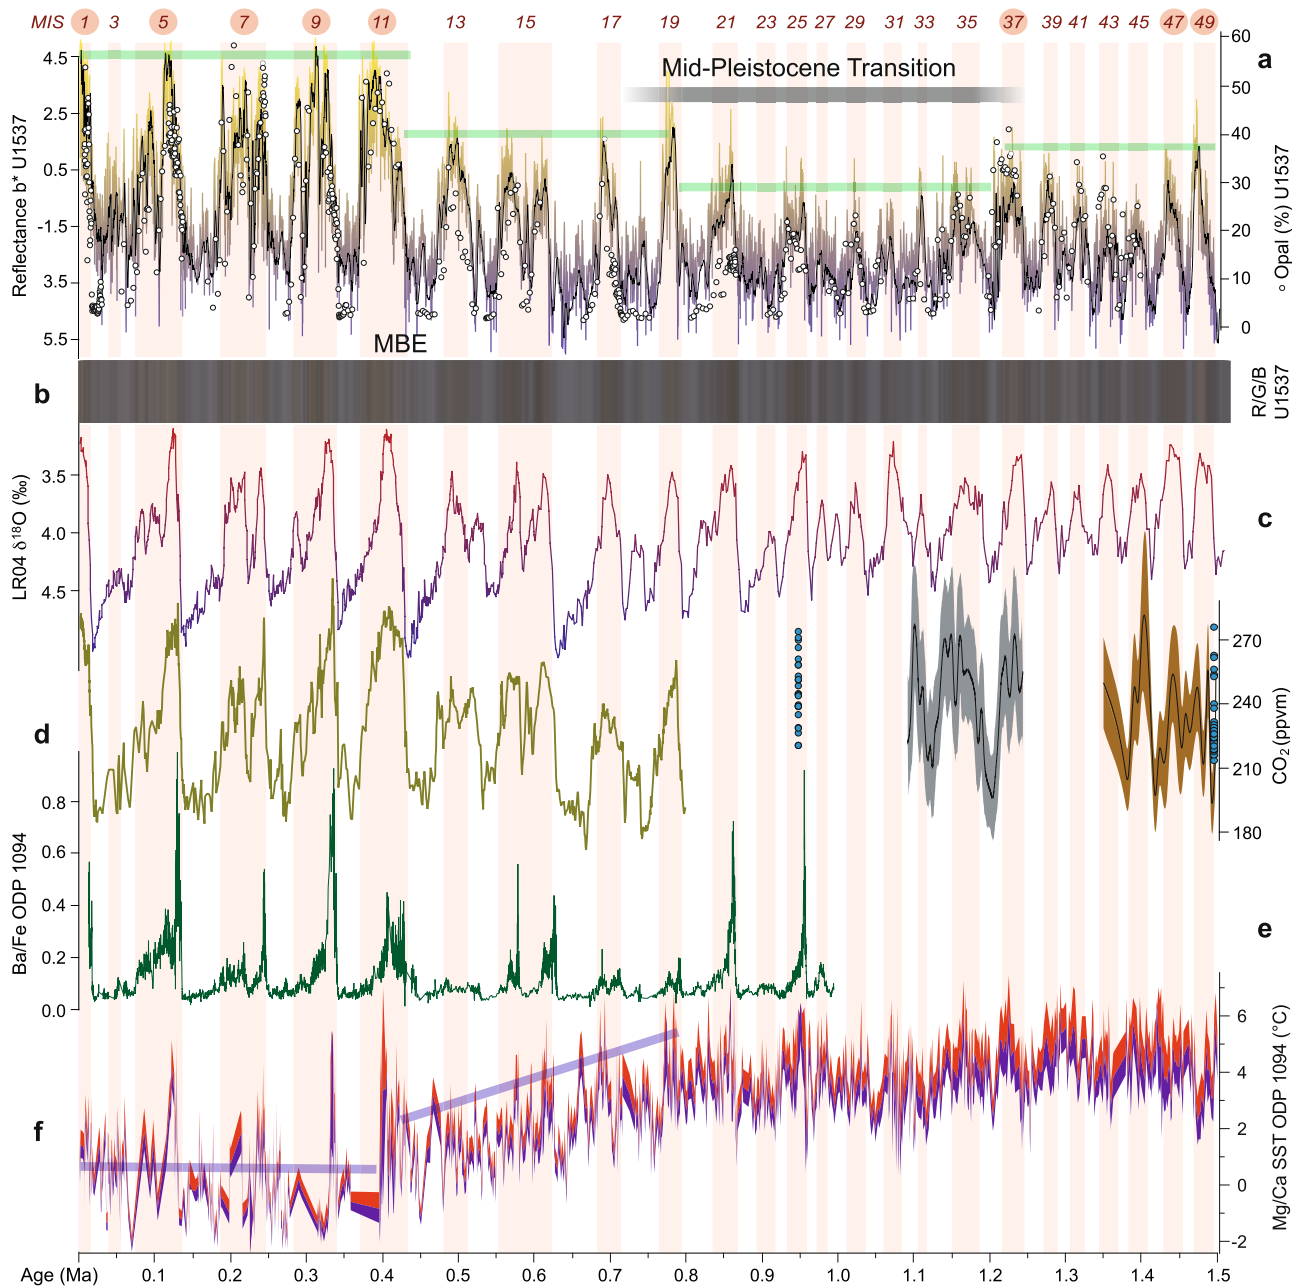 MIS 1 3 5 7 9 11 13 15 17 19 21 23 25 27 29 31 33 35 37 39 41 43 45 47 49
a
Mid-Pleistocene Transition
4.5
2.5
0.5
-1.5
3.5
5.5
Reflectance b* U1537
60
50
40
30
20
10
0
Opal (%) U1537
MBE
b
R/G/B
U1537
3.5
4.0
4.5
LR04 δ¹⁸O (‰)
c
270
240
210
180
CO₂(ppvm)
d
0.8
0.6
0.4
0.2
0.0
Ba/Fe ODP 1094
e
6
4
2
0
-2
Mg/Ca SST ODP 1094 (°C)
f
Age (Ma) 0.1 0.2 0.3 0.4 0.5 0.6 0.7 0.8 0.9 1.0 1.1 1.2 1.3 1.4 1.5